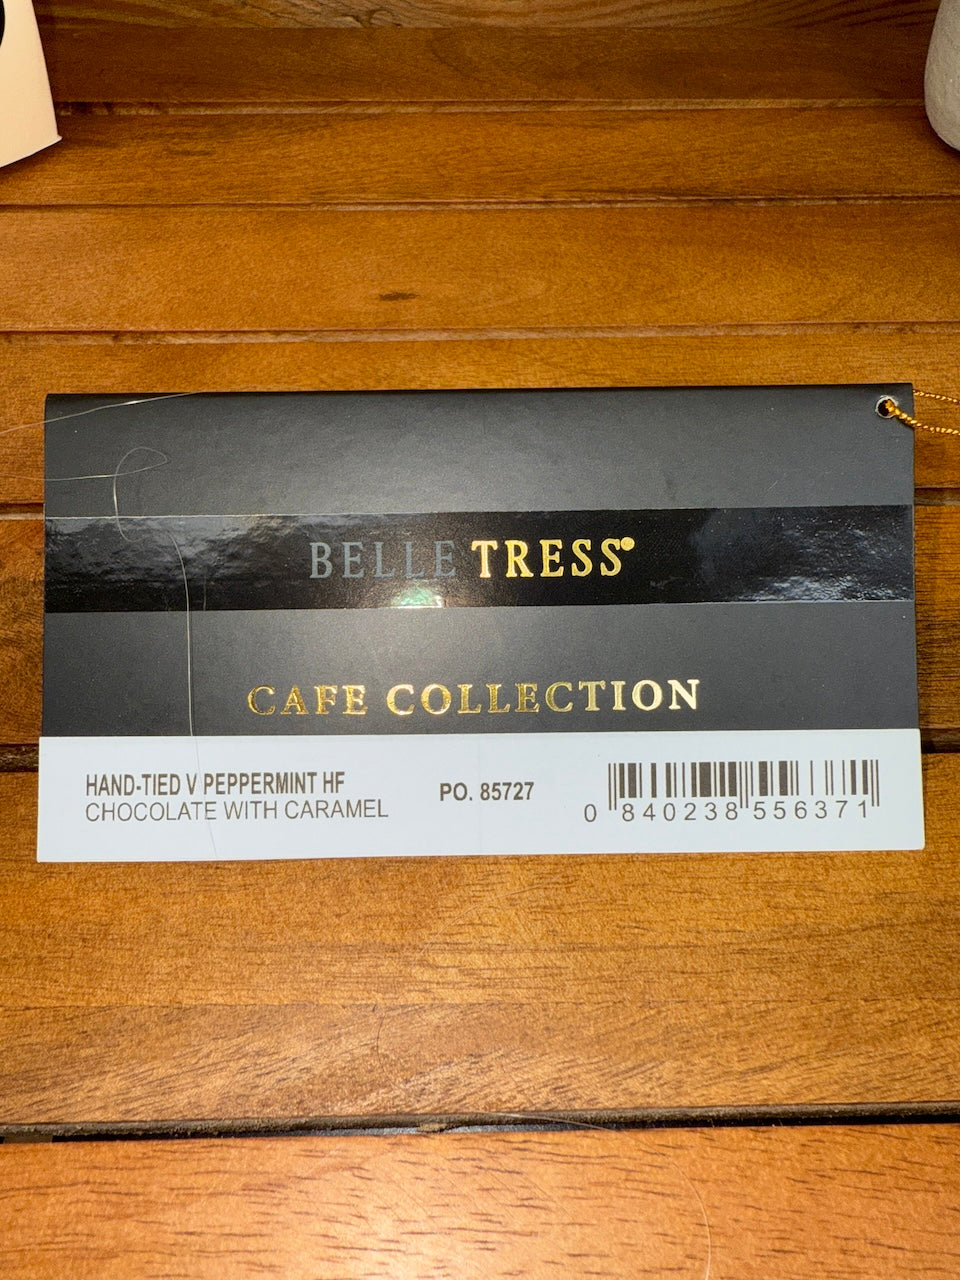 BELLE TRESS®
CAFE COLLECTION
HAND-TIED V PEPPERMINT HF
CHOCOLATE WITH CARAMEL
PO. 85727
0 840238 556371